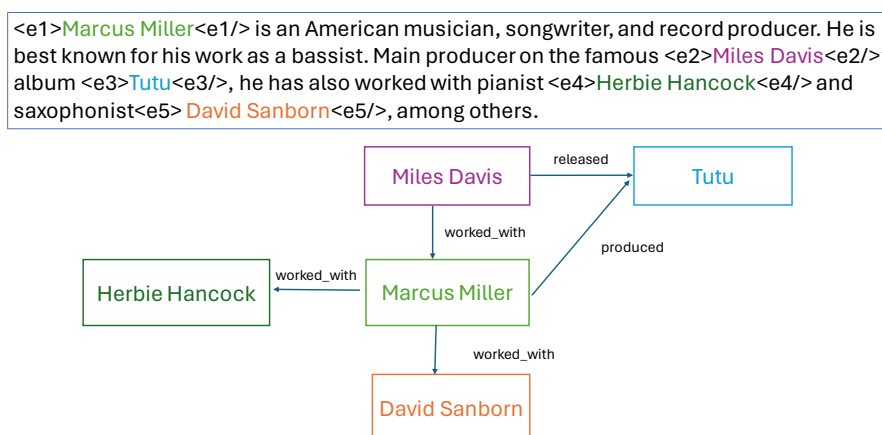 <e1>Marcus Miller<e1/> is an American musician, songwriter, and record producer. He is
best known for his work as a bassist. Main producer on the famous <e2>Miles Davis<e2/>
album <e3>Tutu<e3/>, he has also worked with pianist <e4>Herbie Hancock<e4/> and
saxophonist<e5> David Sanborn<e5/>, among others.
Miles Davis
released
Tutu
worked_with
produced
Herbie Hancock
worked_with
Marcus Miller
worked_with
David Sanborn